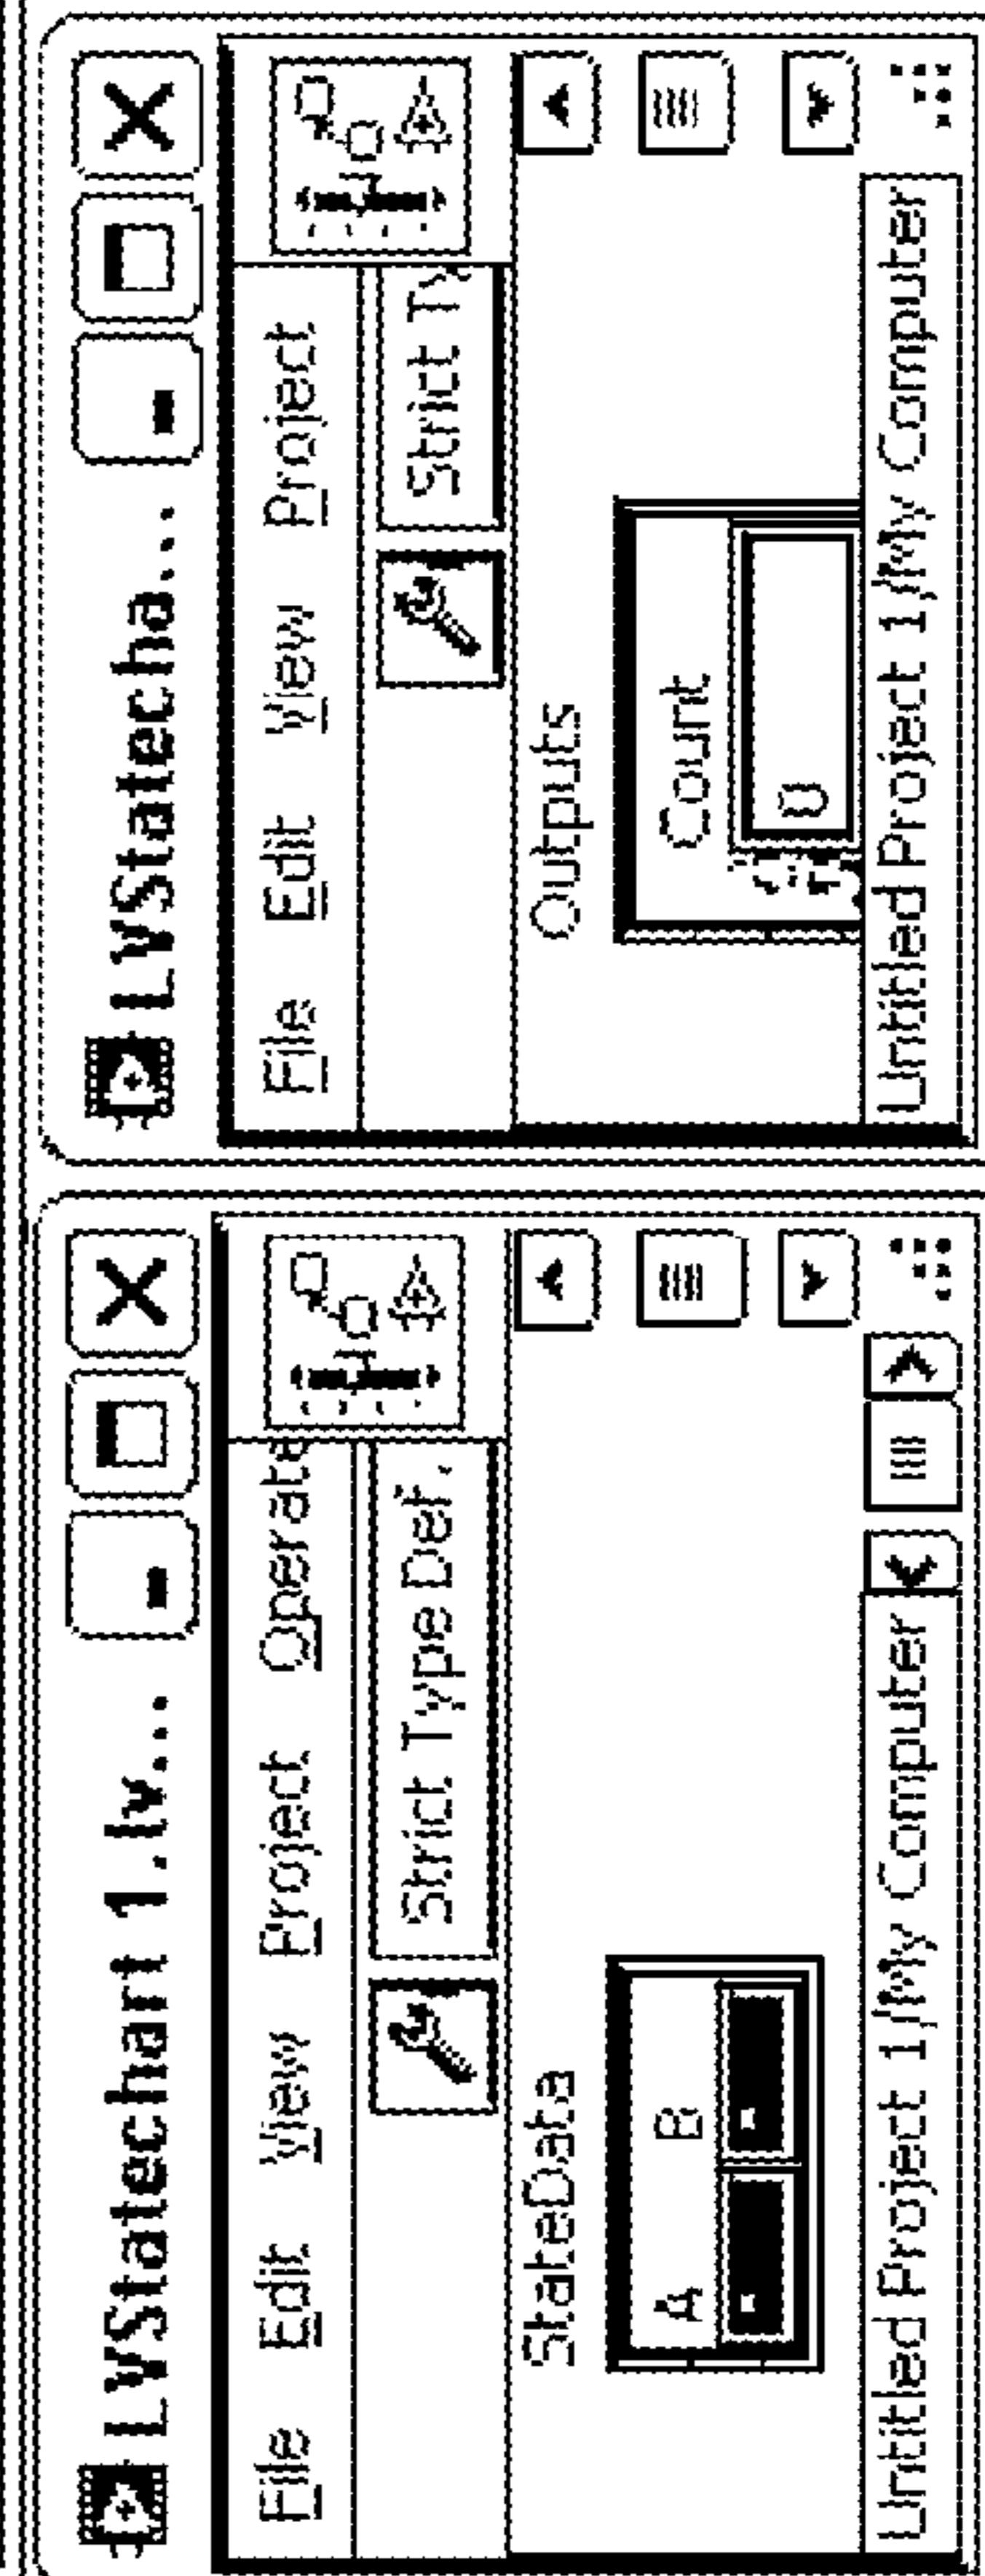 LVStatechart 1.lv...
File Edit View Project Operate
Strict Type Def.
StateData
A B
Untitled Project 1/My Computer
LVStatecha...
File Edit View Project
Strict Ty
Outputs
Count
0
Untitled Project 1/My Computer